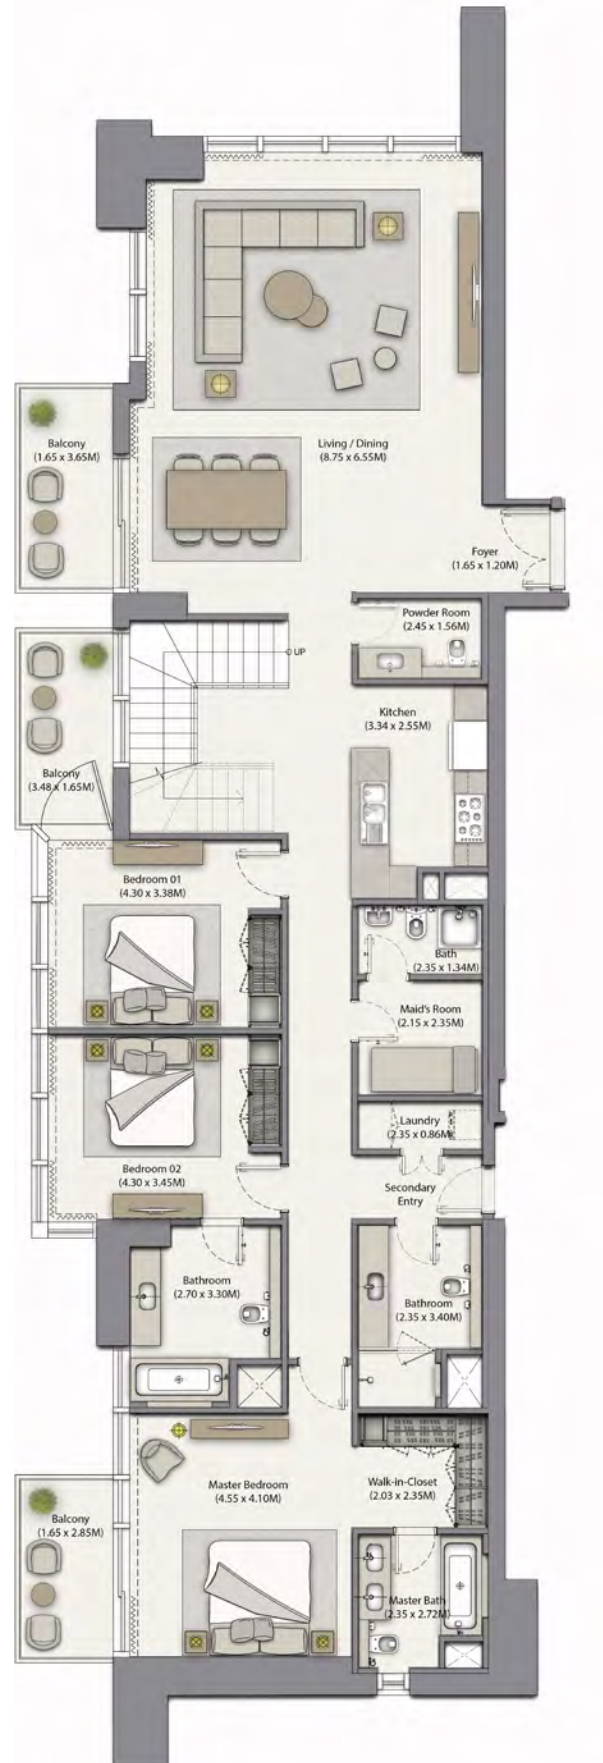 Living / Dining
(8.75 x 6.55M)
Balcony
(1.65 x 3.65M)
Foyer
(1.65 x 1.20M)
Powder Room
(2.45 x 1.56M)
UP
Kitchen
(3.34 x 2.55M)
Balcony
(3.48 x 1.65M)
Bedroom 01
(4.30 x 3.38M)
Bath
(2.35 x 1.34M)
Maid's Room
(2.15 x 2.35M)
Laundry
(2.35 x 0.86M)
Bedroom 02
(4.30 x 3.45M)
Secondary
Entry
Bathroom
(2.70 x 3.30M)
Bathroom
(2.35 x 3.40M)
Master Bedroom
(4.55 x 4.10M)
Walk-in-Closet
(2.03 x 2.35M)
Balcony
(1.65 x 2.85M)
Master Bath
(2.35 x 2.72M)